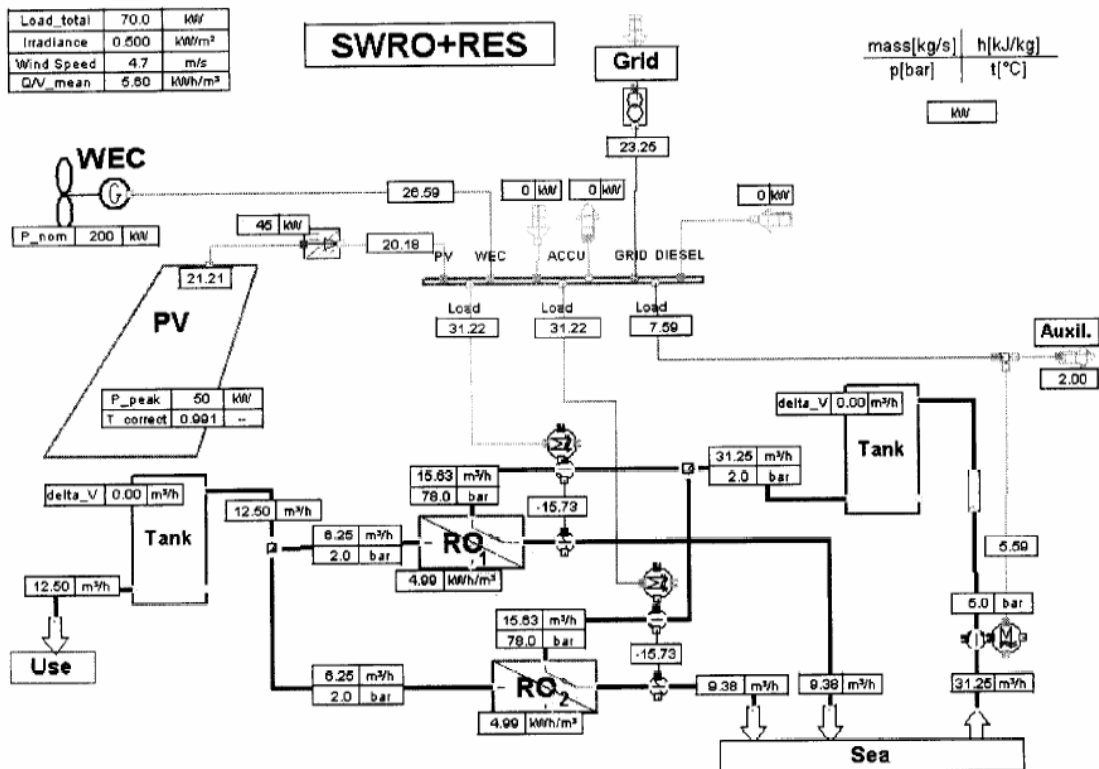 Load_total 70.0 kW
Irradiance 0.500 kW/m²
Wind Speed 4.7 m/s
Q/V_mean 5.60 kWh/m³
SWRO+RES
Grid
mass[kg/s] h[kJ/kg]
p[bar] t[°C]
kW
23.25
WEC
G
P_nom 200 kW
26.59
0 kW
0 kW
0 kW
45 kW
20.18
PV WEC ACCU GRID DIESEL
21.21
PV
Load Load Load
31.22 31.22 7.59
Auxil.
2.00
P_peak 50 kW
T_correct 0.991 --
delta_V 0.00 m³/h
Tank
31.25 m³/h
2.0 bar
15.63 m³/h
78.0 bar
-15.73
delta_V 0.00 m³/h
Tank
12.50 m³/h
6.25 m³/h
2.0 bar
RO1
4.99 kWh/m³
5.59
12.50 m³/h
Use
5.0 bar
M
15.63 m³/h
78.0 bar
-15.73
6.25 m³/h
2.0 bar
RO2
4.99 kWh/m³
9.38 m³/h
9.38 m³/h
31.25 m³/h
Sea